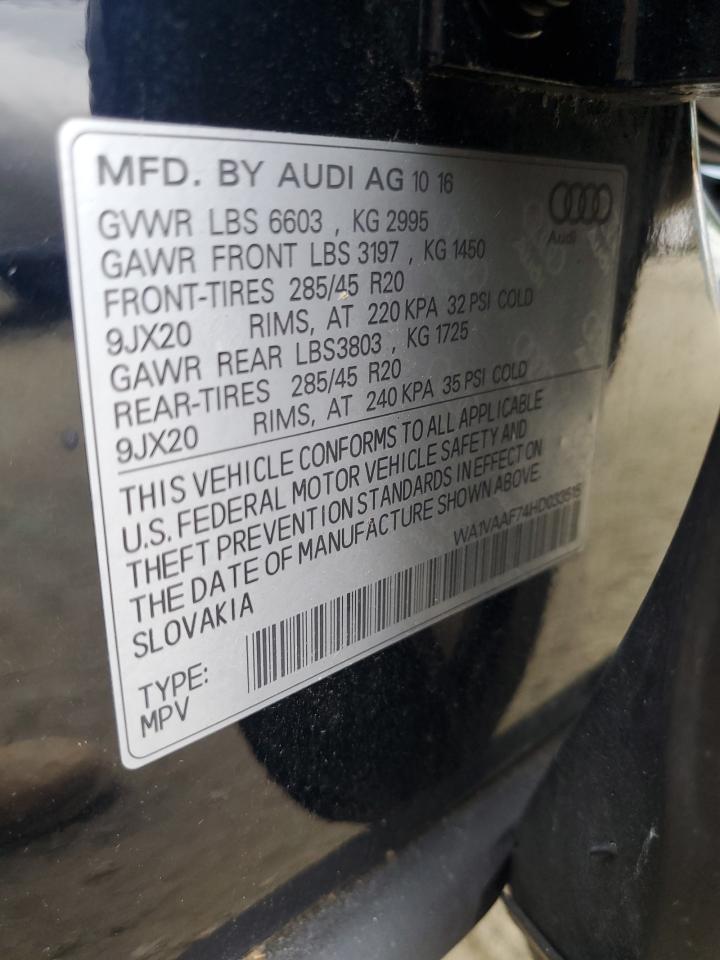 MFD. BY AUDI AG 10 16
GVWR LBS 6603 , KG 2995
GAWR FRONT LBS 3197 , KG 1450
FRONT-TIRES 285/45 R20
9JX20 RIMS, AT 220 KPA 32 PSI COLD
GAWR REAR LBS3803 , KG 1725
REAR-TIRES 285/45 R20
9JX20 RIMS, AT 240 KPA 35 PSI COLD
Audi
THIS VEHICLE CONFORMS TO ALL APPLICABLE
U.S. FEDERAL MOTOR VEHICLE SAFETY AND
THEFT PREVENTION STANDARDS IN EFFECT ON
THE DATE OF MANUFACTURE SHOWN ABOVE.
SLOVAKIA
WA1VAAF74HD033515
TYPE:
MPV